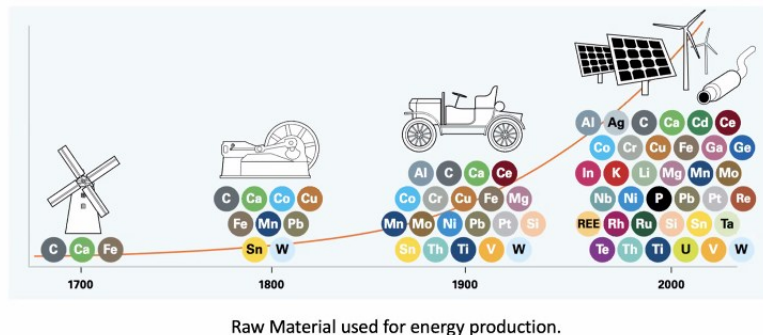 Al Ag C Ca Cd Ce
Al C Ca Ce Co Cr Cu Fe Ga Ge
C Ca Co Cu Co Cr Cu Fe Mg In K Li Mg Mn Mo
Fe Mn Pb Mn Mo Ni Pb Pt Si Nb Ni P Pb Pt Re
REE Rh Ru Si Sn Ta
C Ca Fe Sn W Sn Th Ti V W Te Th Ti U V W
1700 1800 1900 2000
Raw Material used for energy production.